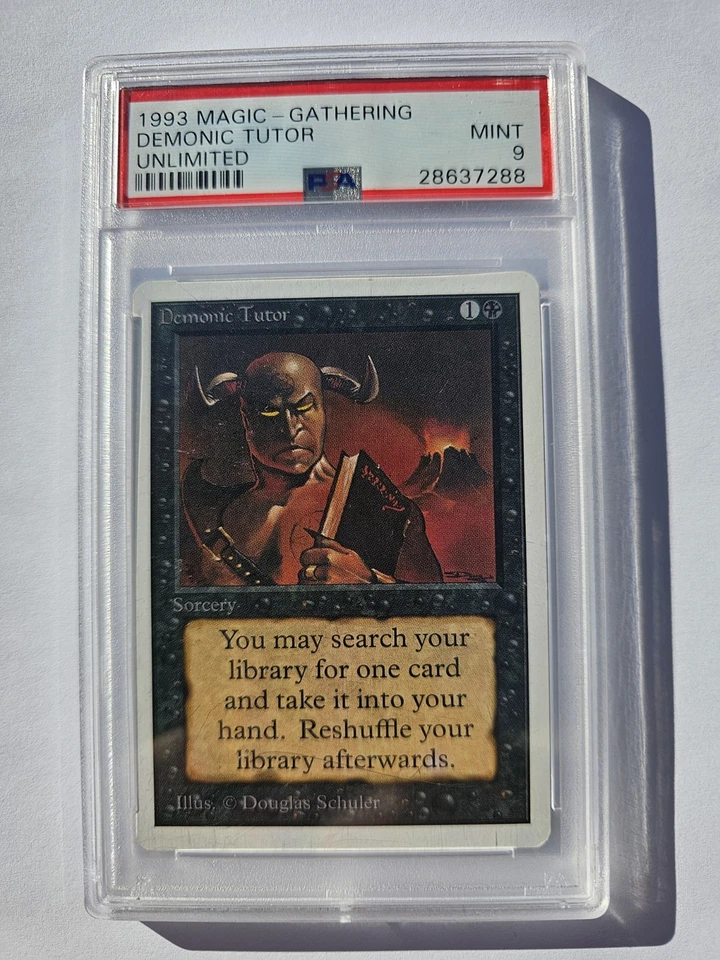 1993 MAGIC - GATHERING
DEMONIC TUTOR MINT
UNLIMITED 9
PSA 28637288
Demonic Tutor 1
Sorcery
You may search your
library for one card
and take it into your
hand. Reshuffle your
library afterwards.
Illus. © Douglas Schuler